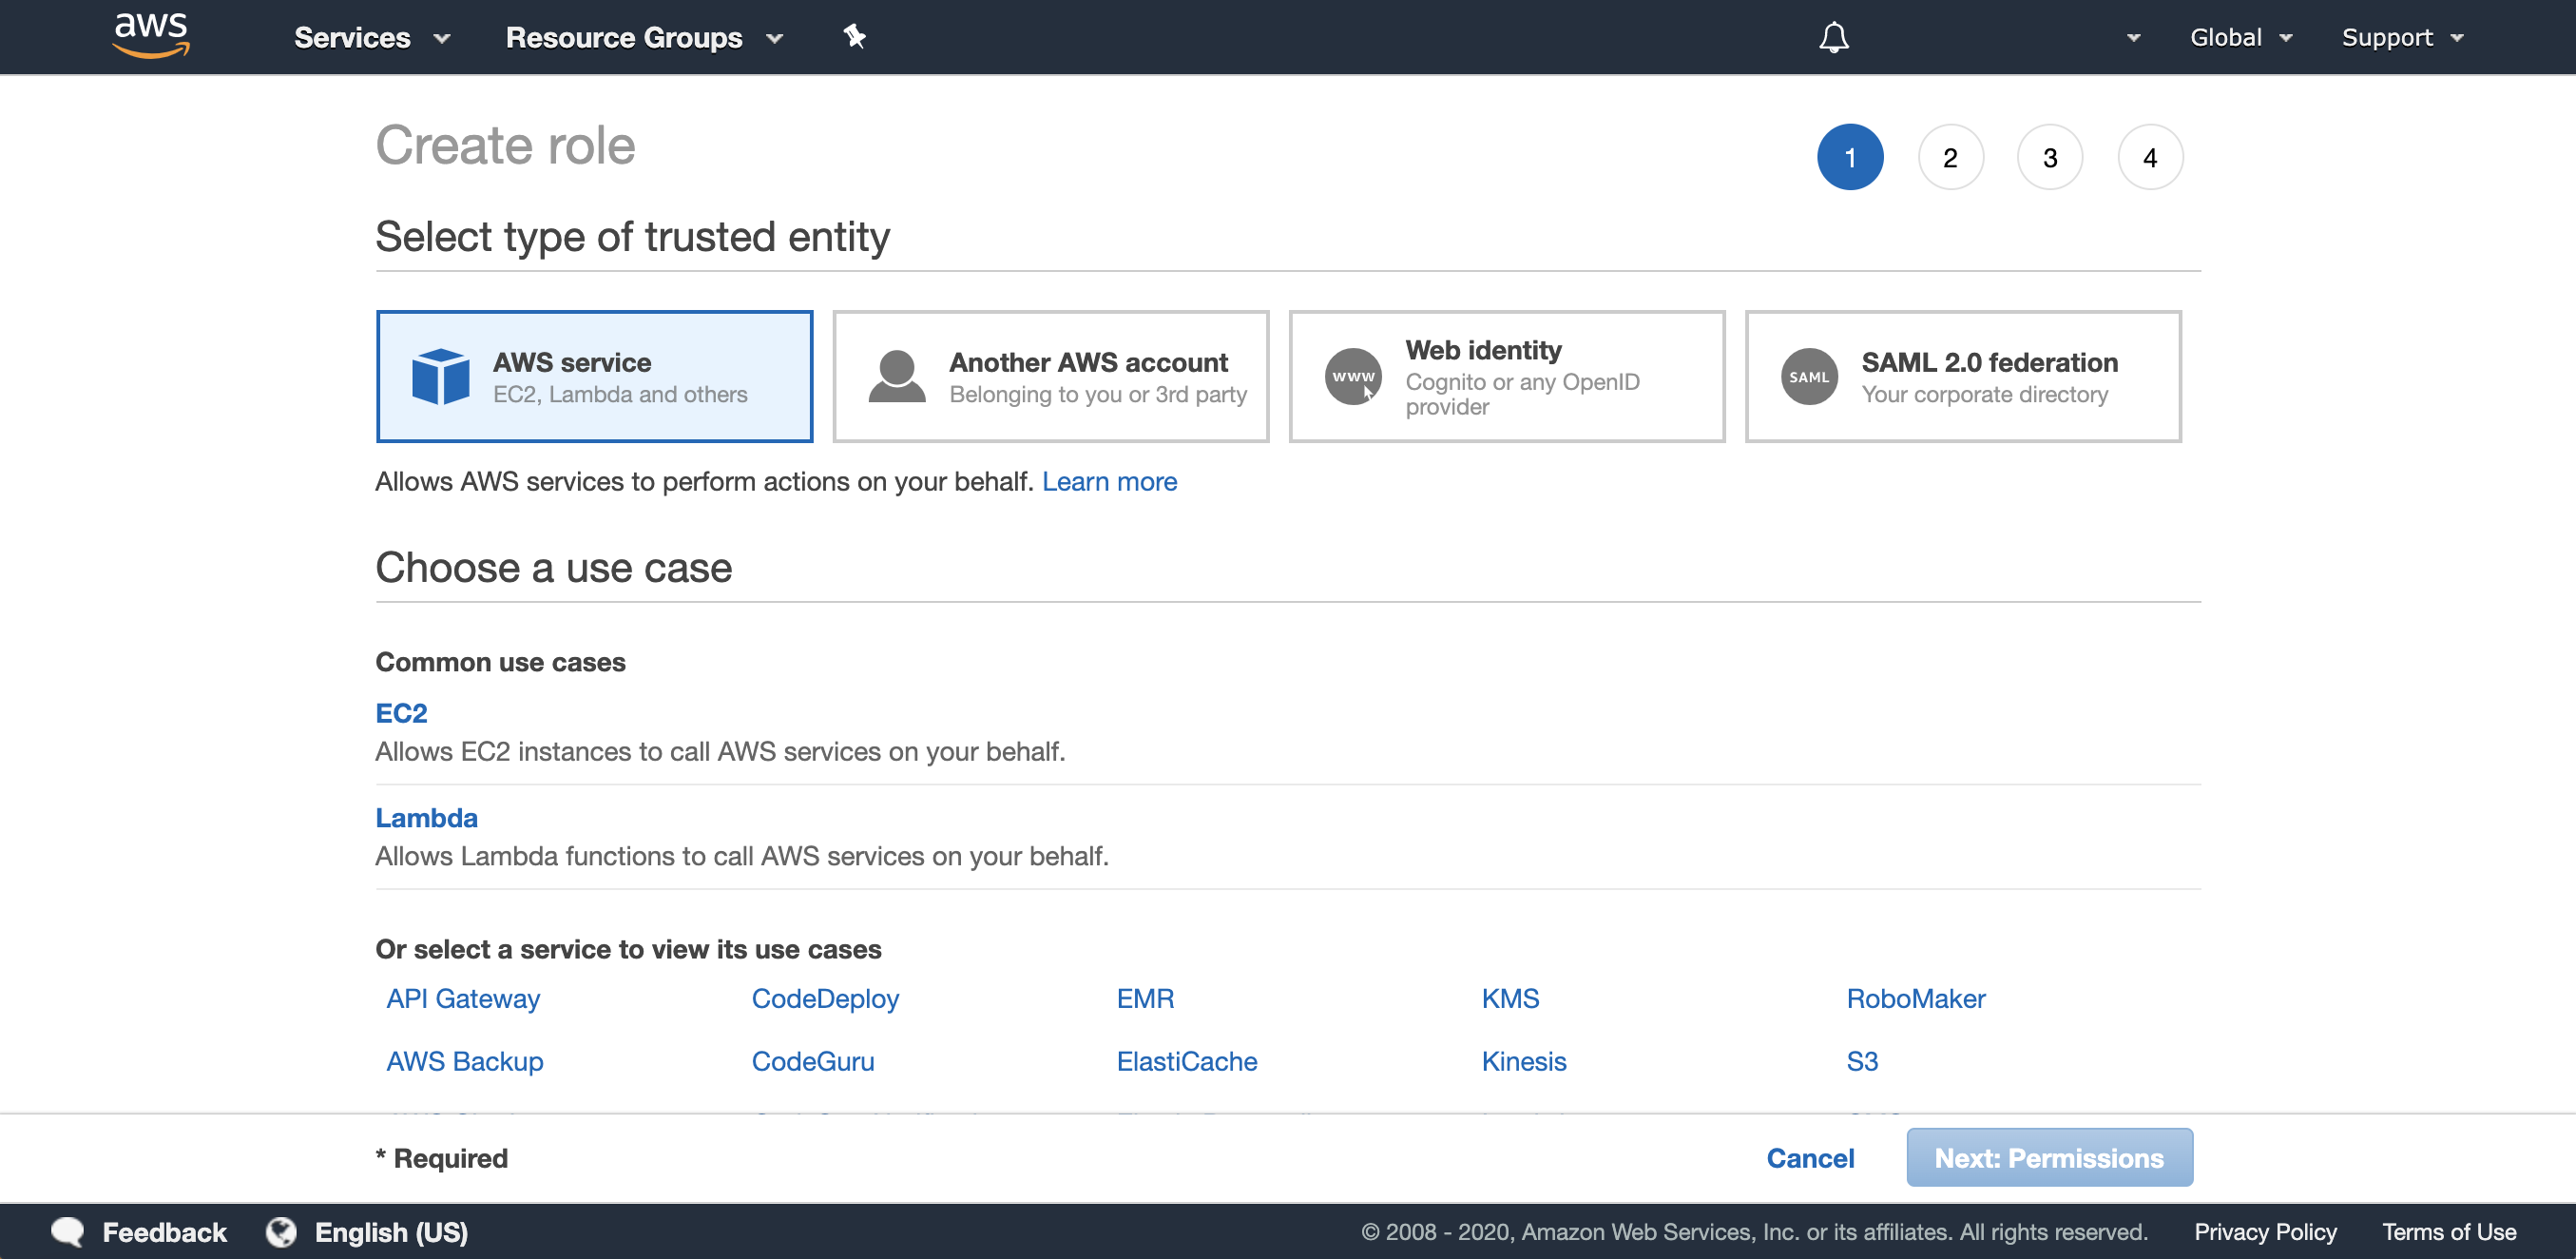 aws Services Resource Groups Global Support
Create role 1 2 3 4
Select type of trusted entity
AWS service
EC2, Lambda and others
Another AWS account
Belonging to you or 3rd party
www
Web identity
Cognito or any OpenID
provider
SAML
SAML 2.0 federation
Your corporate directory
Allows AWS services to perform actions on your behalf. Learn more
Choose a use case
Common use cases
EC2
Allows EC2 instances to call AWS services on your behalf.
Lambda
Allows Lambda functions to call AWS services on your behalf.
Or select a service to view its use cases
API Gateway CodeDeploy EMR KMS RoboMaker
AWS Backup CodeGuru ElastiCache Kinesis S3
* Required Cancel Next: Permissions
Feedback English (US) © 2008 - 2020, Amazon Web Services, Inc. or its affiliates. All rights reserved. Privacy Policy Terms of Use